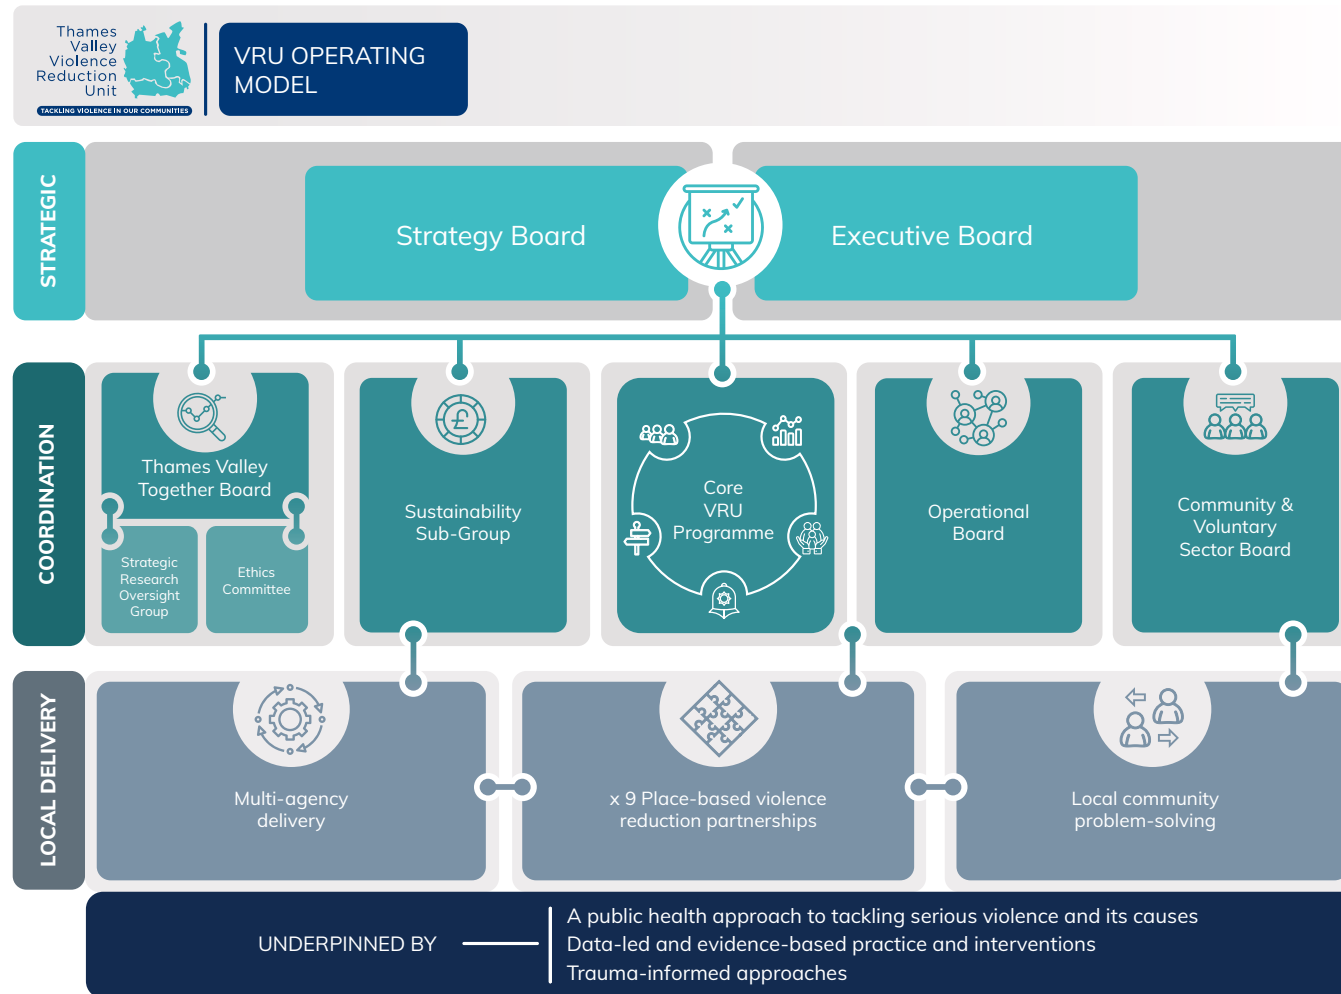 Thames
Valley
Violence
Reduction
Unit
TACKLING VIOLENCE IN OUR COMMUNITIES
VRU OPERATING
MODEL
STRATEGIC
Strategy Board
Executive Board
COORDINATION
Thames Valley
Together Board
Strategic
Research
Oversight
Group
Ethics
Committee
Sustainability
Sub-Group
Core
VRU
Programme
Operational
Board
Community &
Voluntary
Sector Board
LOCAL DELIVERY
Multi-agency
delivery
x 9 Place-based violence
reduction partnerships
Local community
problem-solving
UNDERPINNED BY
A public health approach to tackling serious violence and its causes
Data-led and evidence-based practice and interventions
Trauma-informed approaches